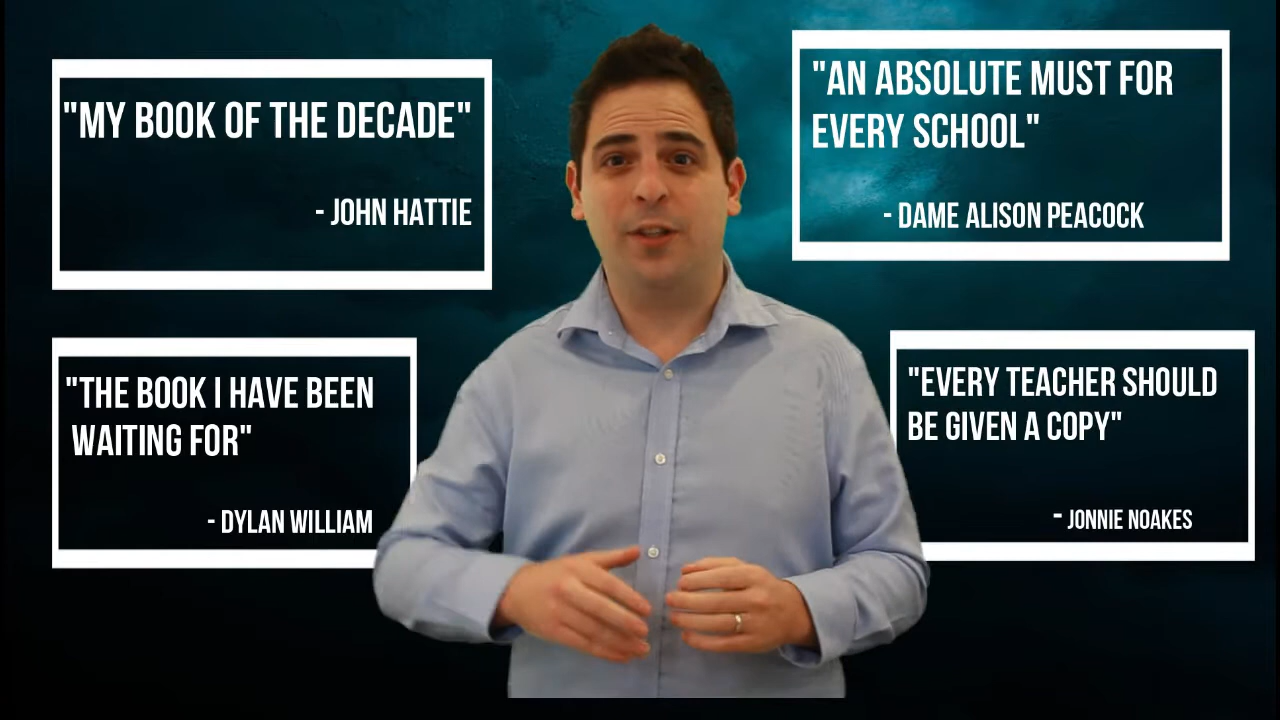 "MY BOOK OF THE DECADE"
- JOHN HATTIE
"AN ABSOLUTE MUST FOR
EVERY SCHOOL"
- DAME ALISON PEACOCK
"THE BOOK I HAVE BEEN
WAITING FOR"
- DYLAN WILLIAM
"EVERY TEACHER SHOULD
BE GIVEN A COPY"
- JONNIE NOAKES